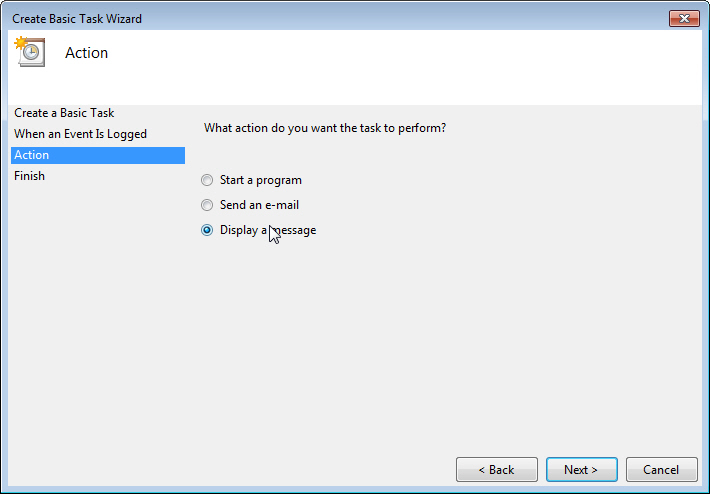 Create Basic Task Wizard
Action
Create a Basic Task
When an Event Is Logged
Action
Finish
What action do you want the task to perform?
Start a program
Send an e-mail
Display a message
< Back
Next >
Cancel